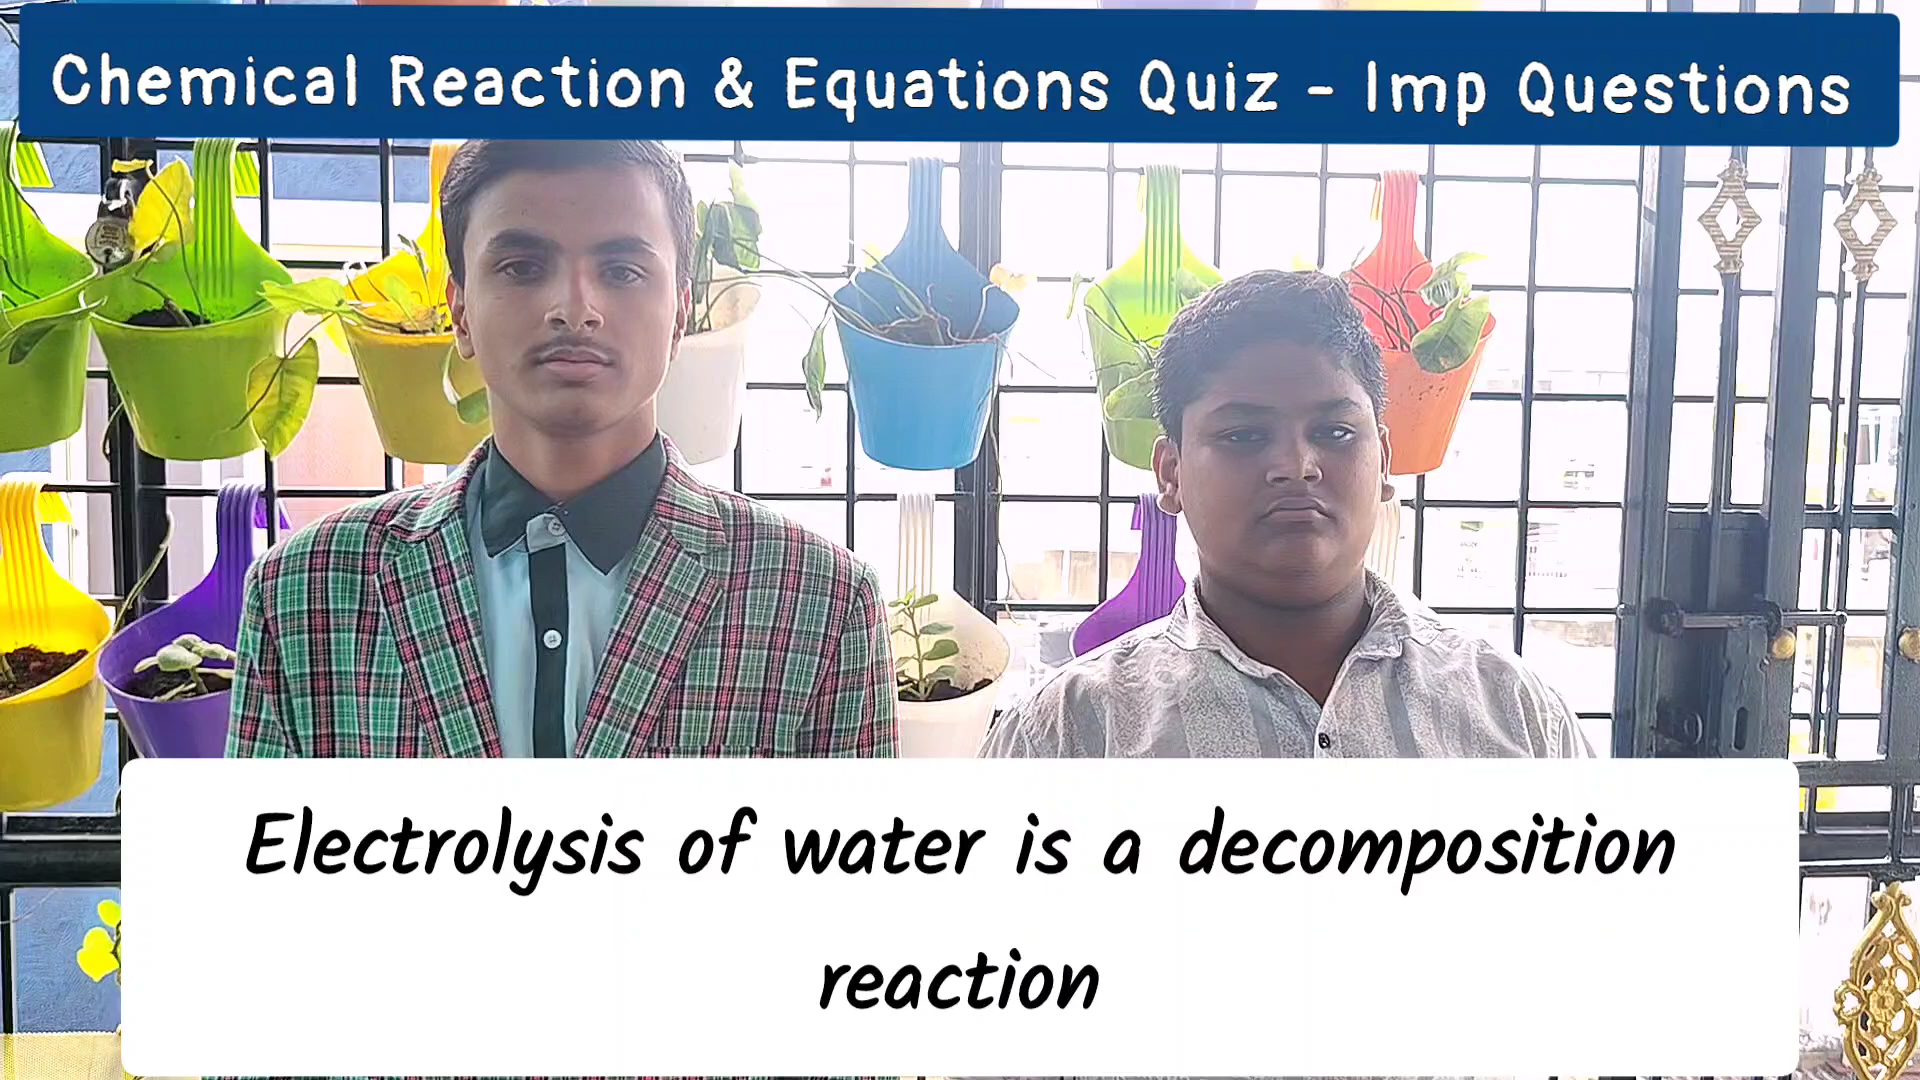 Chemical Reaction & Equations Quiz - Imp Questions
Electrolysis of water is a decomposition
reaction